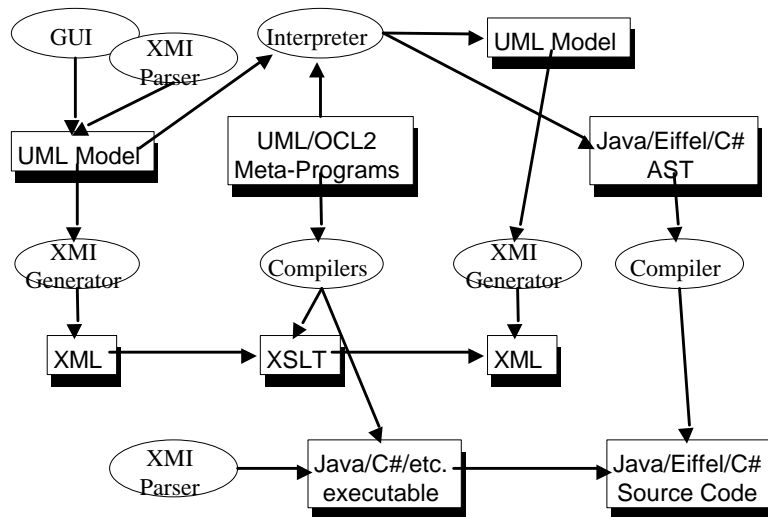 GUI
XMI
Parser
Interpreter
UML Model
UML Model
UML/OCL2
Meta-Programs
Java/Eiffel/C#
AST
XMI
Generator
Compilers
XMI
Generator
Compiler
XML
XSLT
XML
XMI
Parser
Java/C#/etc.
executable
Java/Eiffel/C#
Source Code